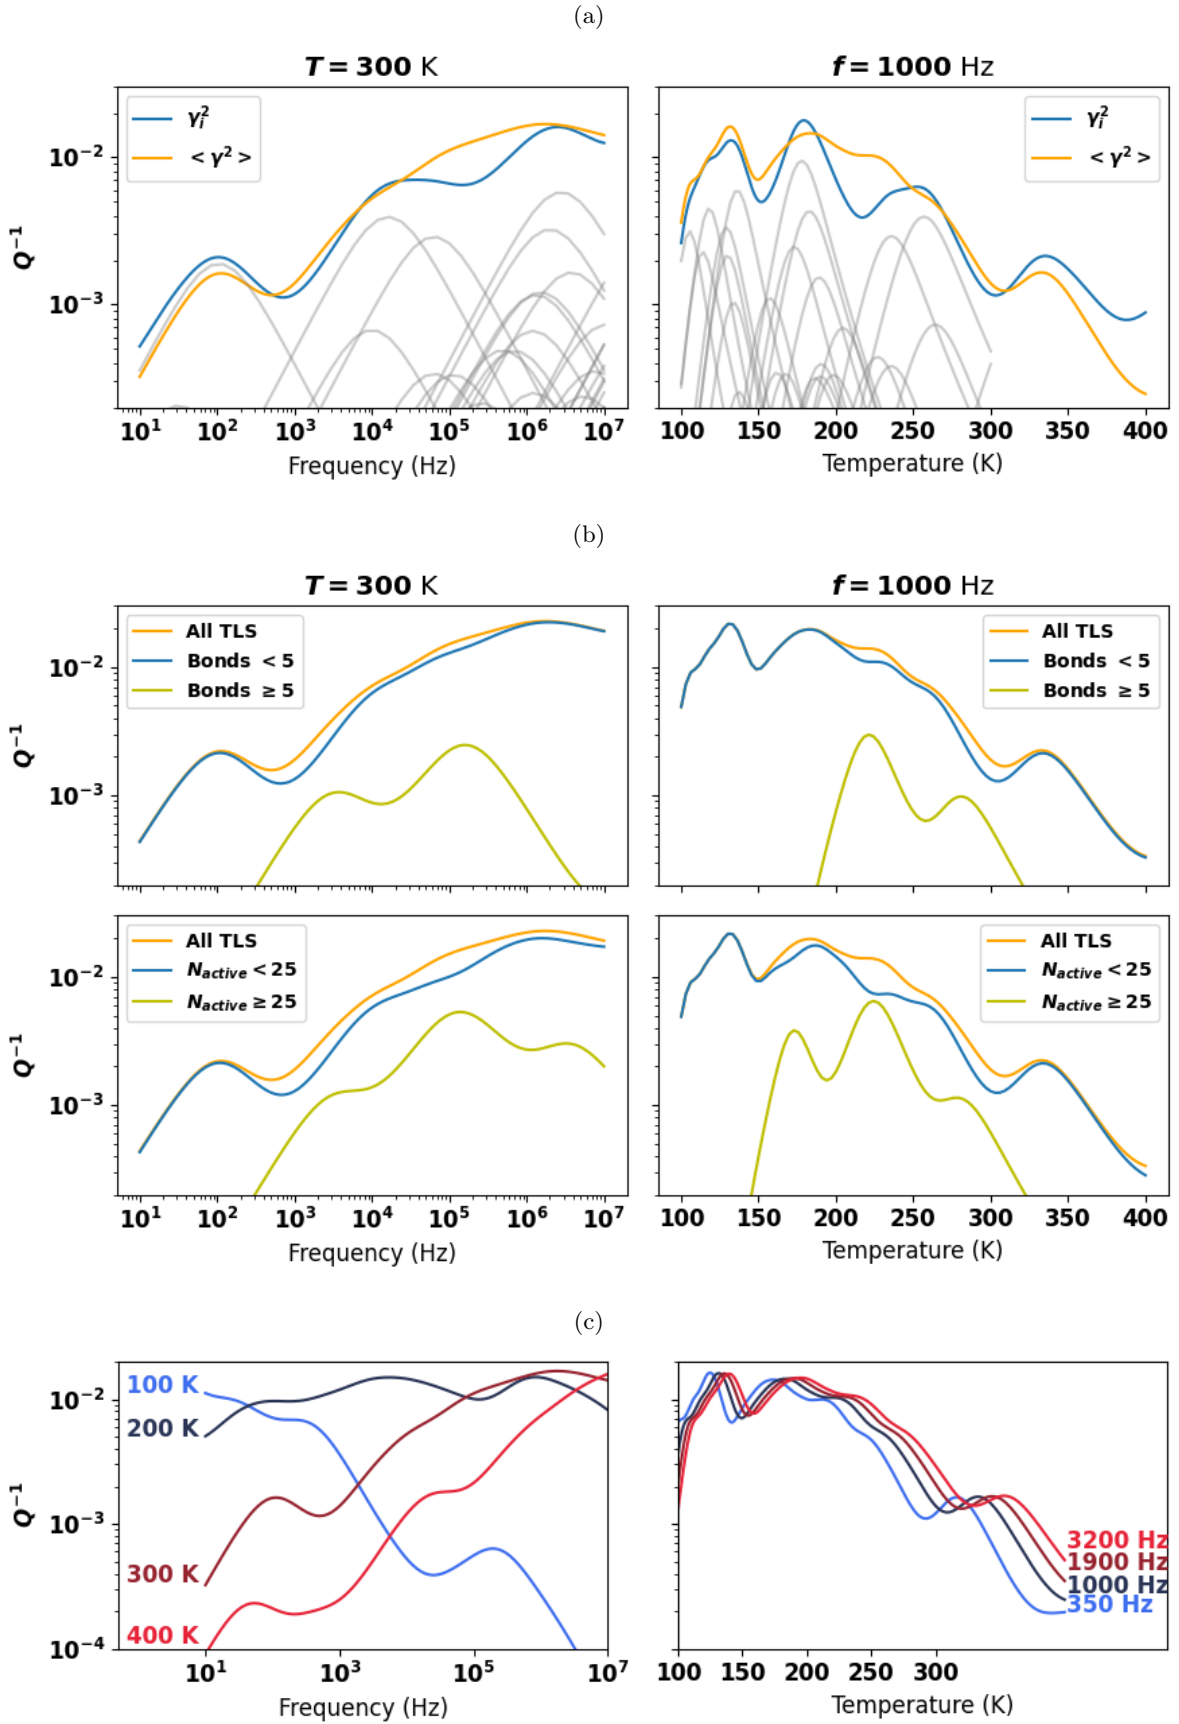 (a)
T = 300 K
f = 1000 Hz
γᵢ²
< γ² >
γᵢ²
< γ² >
Q⁻¹
10⁻²
10⁻³
10¹ 10² 10³ 10⁴ 10⁵ 10⁶ 10⁷
Frequency (Hz)
100 150 200 250 300 350 400
Temperature (K)
(b)
T = 300 K
f = 1000 Hz
All TLS
Bonds < 5
Bonds ≥ 5
All TLS
Bonds < 5
Bonds ≥ 5
Q⁻¹
10⁻²
10⁻³
All TLS
N_active < 25
N_active ≥ 25
All TLS
N_active < 25
N_active ≥ 25
Q⁻¹
10⁻²
10⁻³
10¹ 10² 10³ 10⁴ 10⁵ 10⁶ 10⁷
Frequency (Hz)
100 150 200 250 300 350 400
Temperature (K)
(c)
Q⁻¹
10⁻²
10⁻³
10⁻⁴
100 K
200 K
300 K
400 K
10¹ 10³ 10⁵ 10⁷
Frequency (Hz)
3200 Hz
1900 Hz
1000 Hz
350 Hz
100 150 200 250 300
Temperature (K)